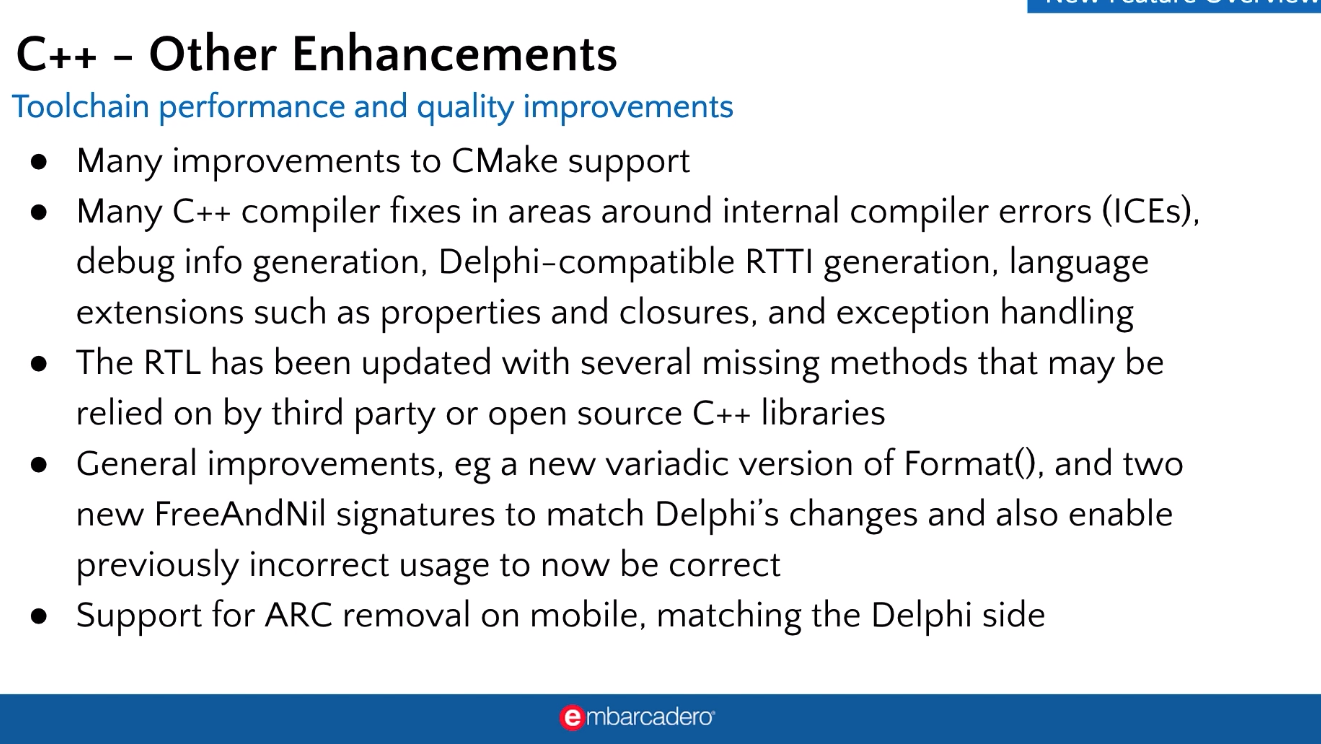 New Feature Overview
C++ – Other Enhancements
Toolchain performance and quality improvements
● Many improvements to CMake support
● Many C++ compiler fixes in areas around internal compiler errors (ICEs),
debug info generation, Delphi-compatible RTTI generation, language
extensions such as properties and closures, and exception handling
● The RTL has been updated with several missing methods that may be
relied on by third party or open source C++ libraries
● General improvements, eg a new variadic version of Format(), and two
new FreeAndNil signatures to match Delphi’s changes and also enable
previously incorrect usage to now be correct
● Support for ARC removal on mobile, matching the Delphi side
embarcadero